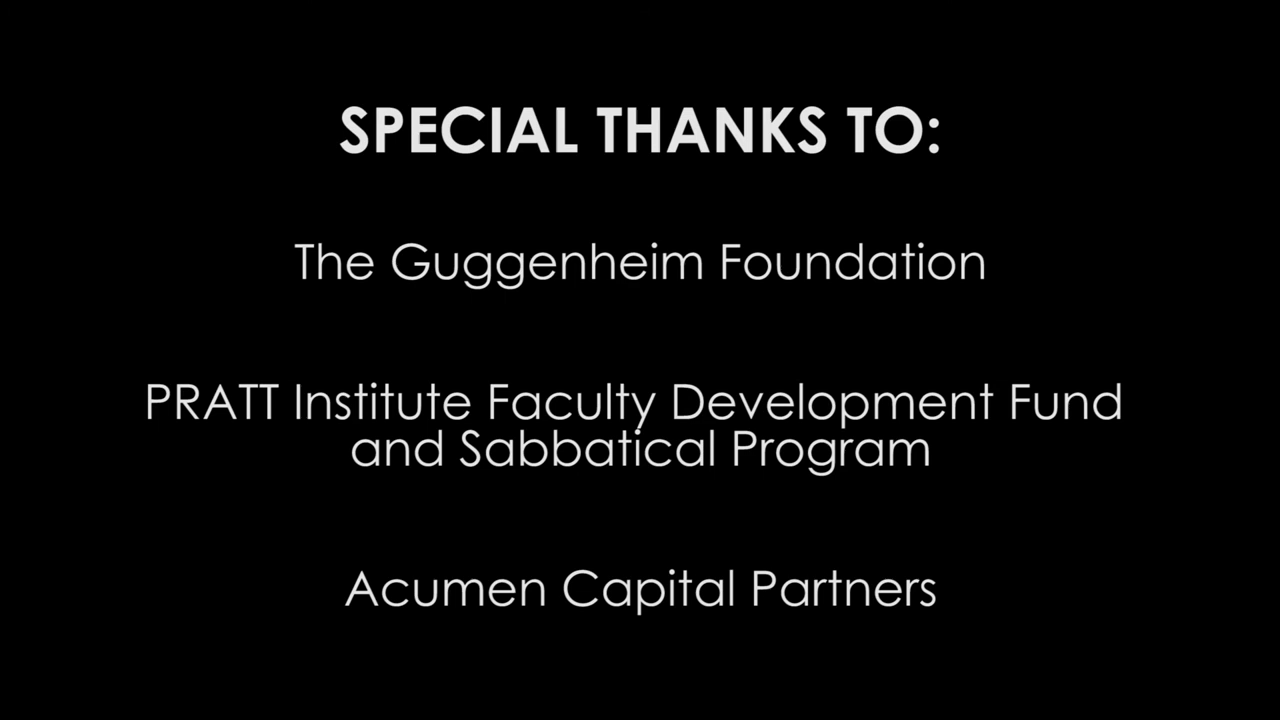 SPECIAL THANKS TO:
The Guggenheim Foundation
PRATT Institute Faculty Development Fund
and Sabbatical Program
Acumen Capital Partners